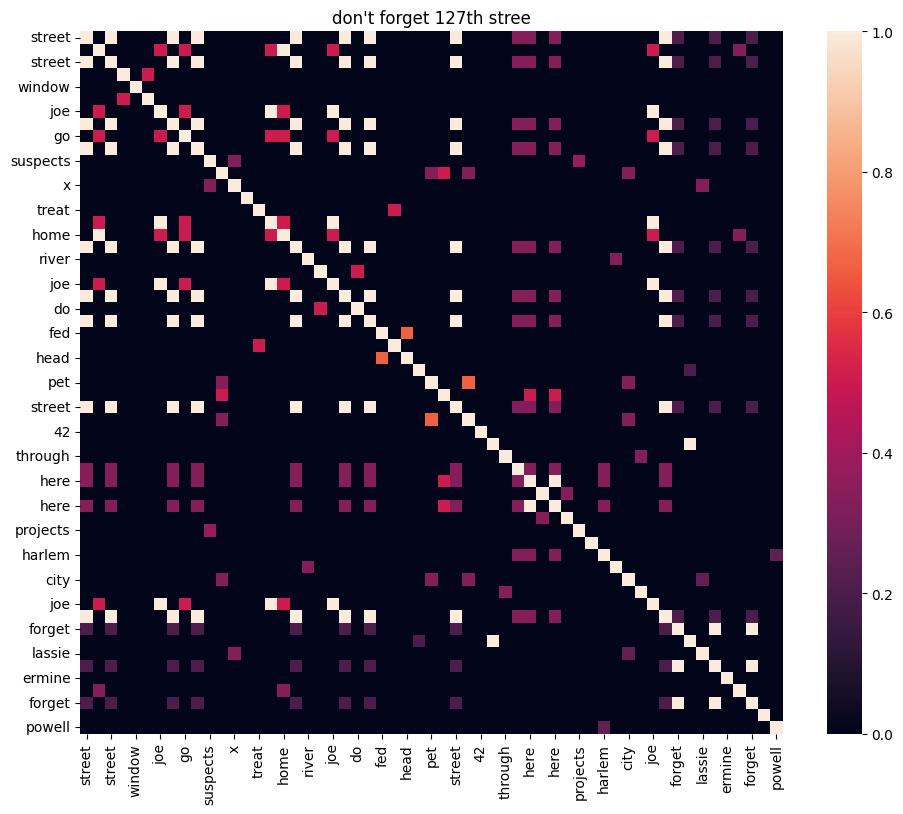 don't forget 127th stree
street
street
window
joe
go
suspects
x
treat
home
river
joe
do
fed
head
pet
street
42
through
here
here
projects
harlem
city
joe
forget
lassie
ermine
forget
powell
1.0
0.8
0.6
0.4
0.2
0.0
street
street
window
joe
go
suspects
x
treat
home
river
joe
do
fed
head
pet
street
42
through
here
here
projects
harlem
city
joe
forget
lassie
ermine
forget
powell